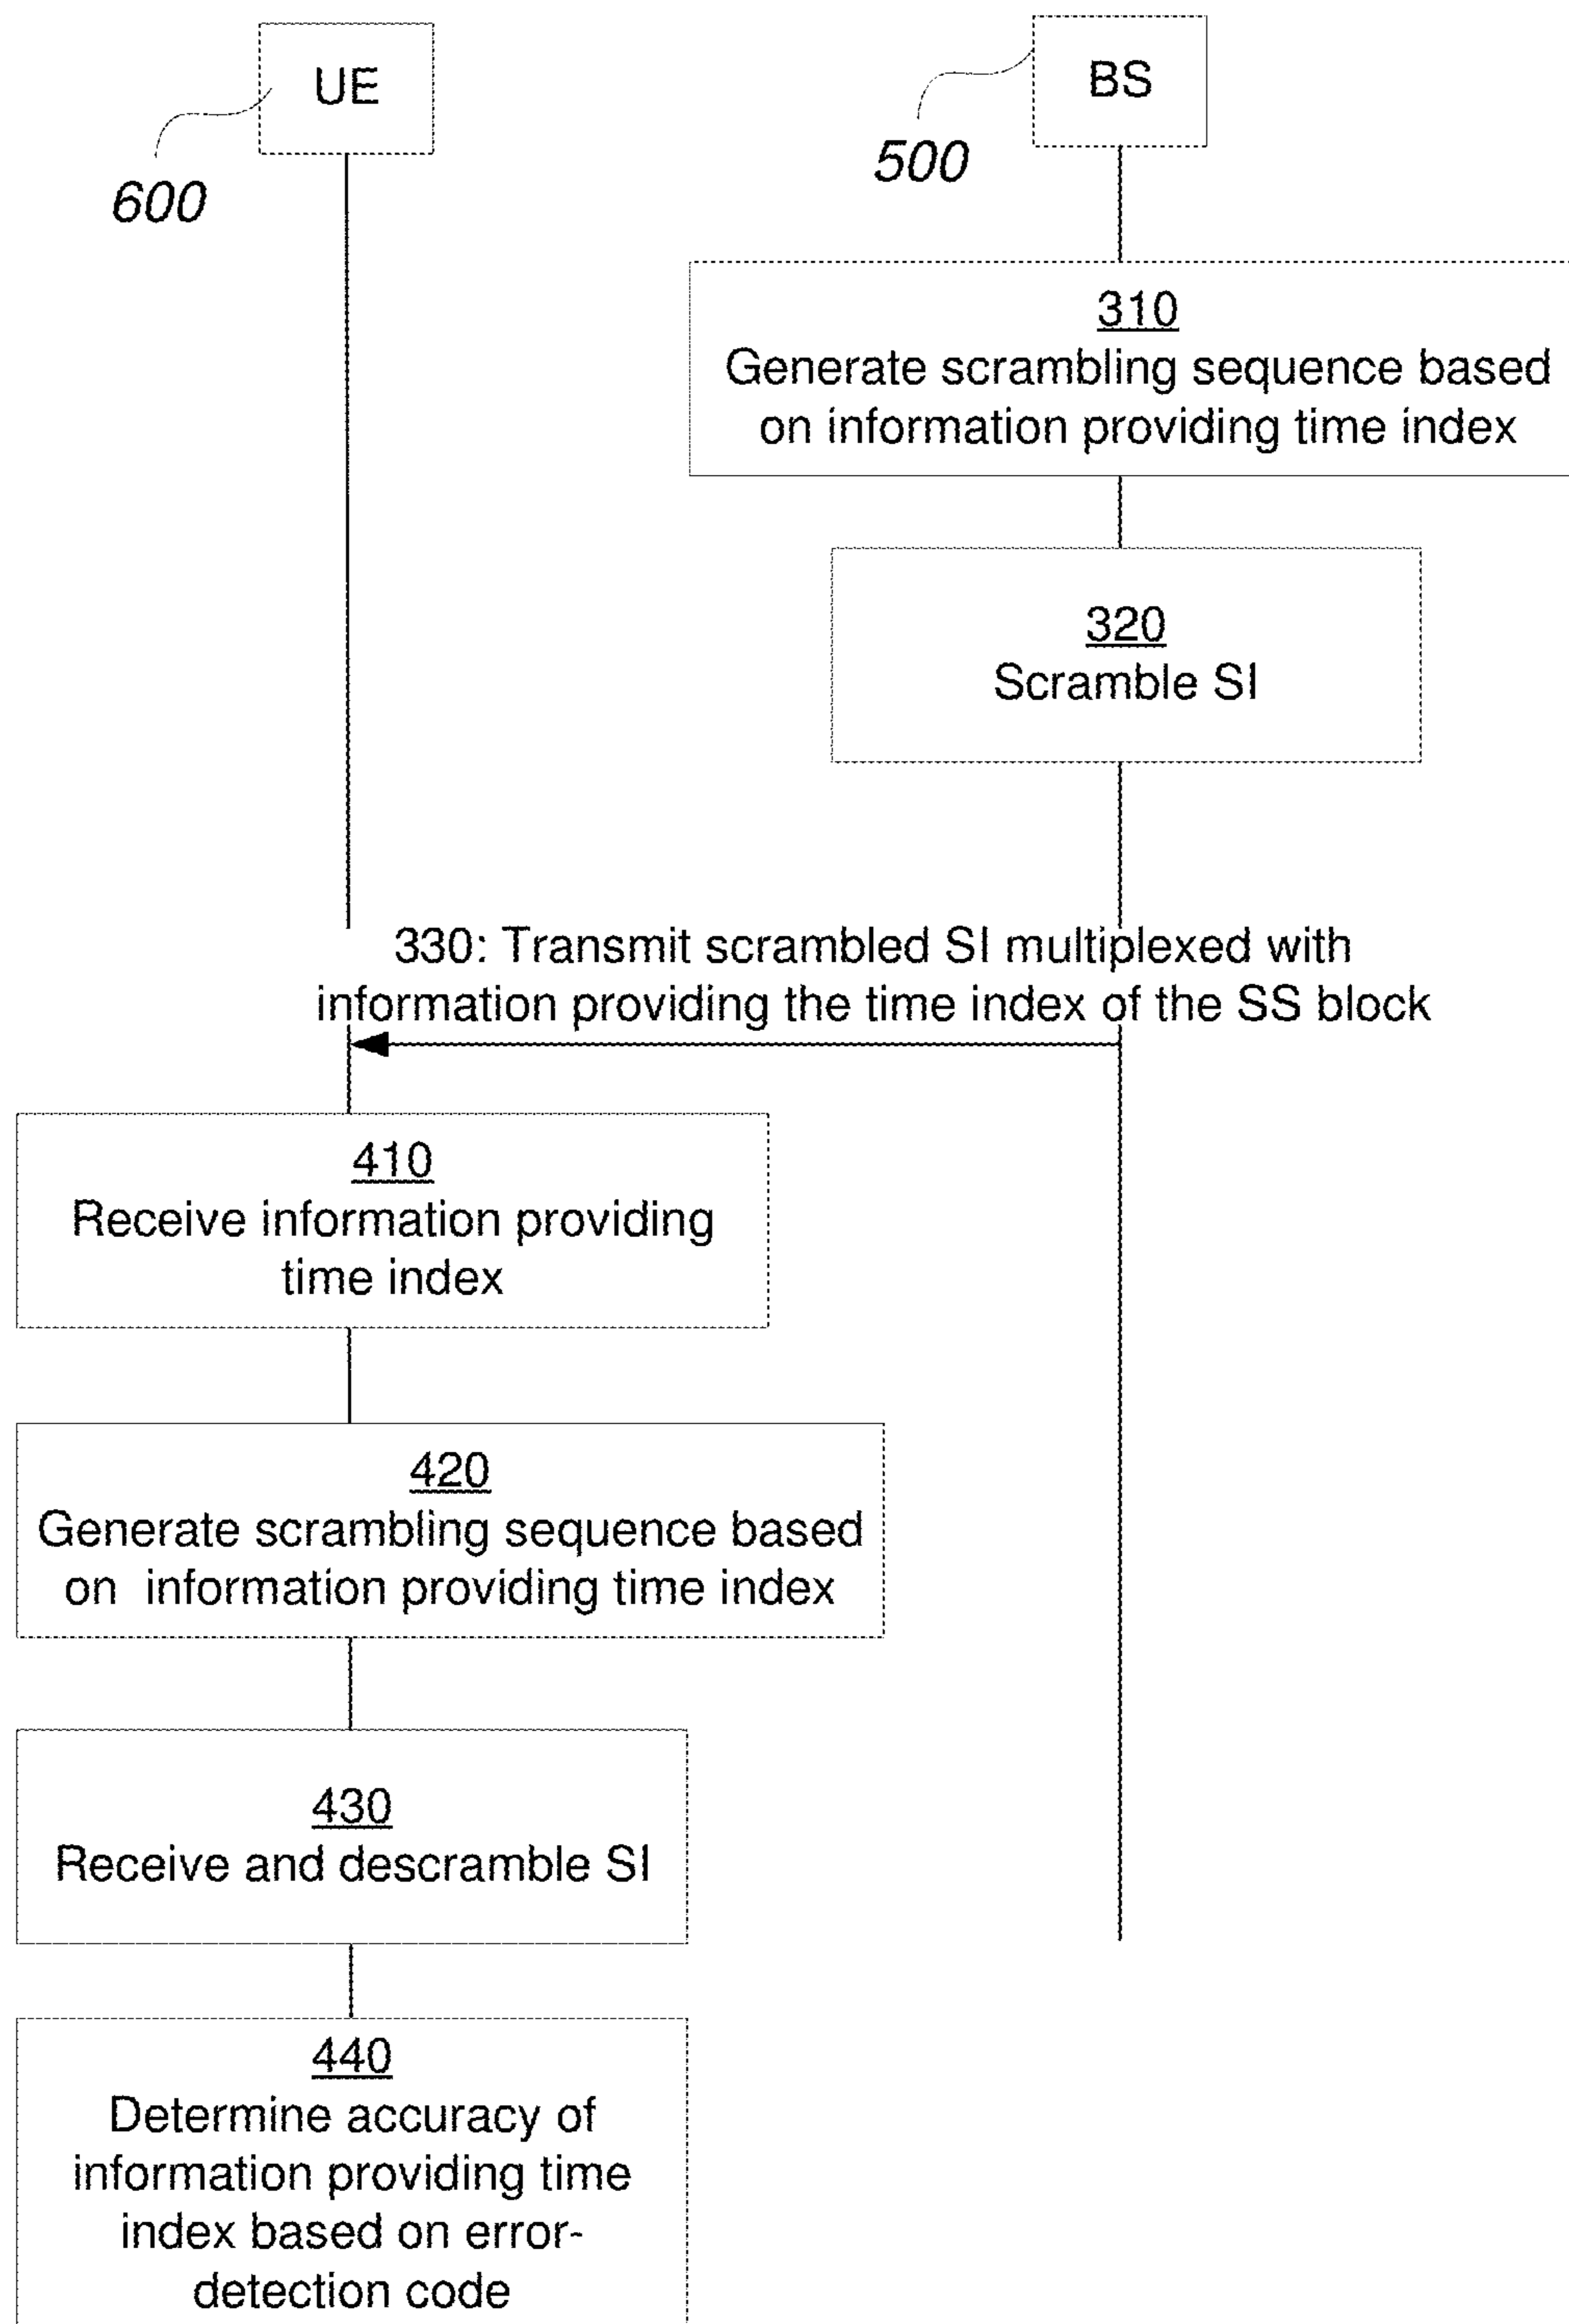 UE
BS
600
500
310
Generate scrambling sequence based
on information providing time index
320
Scramble SI
330: Transmit scrambled SI multiplexed with
information providing the time index of the SS block
410
Receive information providing
time index
420
Generate scrambling sequence based
on information providing time index
430
Receive and descramble SI
440
Determine accuracy of
information providing time
index based on error-
detection code